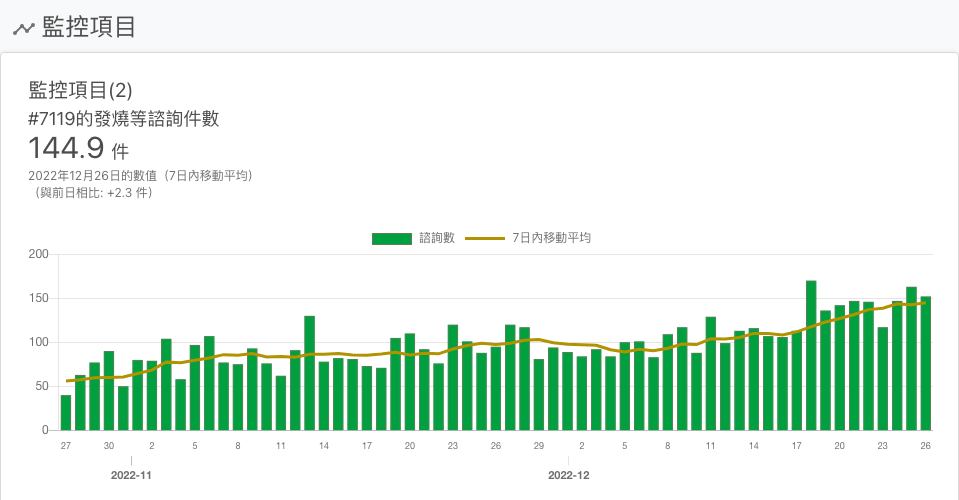 監控項目
監控項目(2)
#7119的發燒等諮詢件數
144.9 件
2022年12月26日的數值（7日內移動平均）
（與前日相比: +2.3 件）
諮詢數 7日內移動平均
200
150
100
50
0
27 30 2 5 8 11 14 17 20 23 26 29 2 5 8 11 14 17 20 23 26
2022-11 2022-12